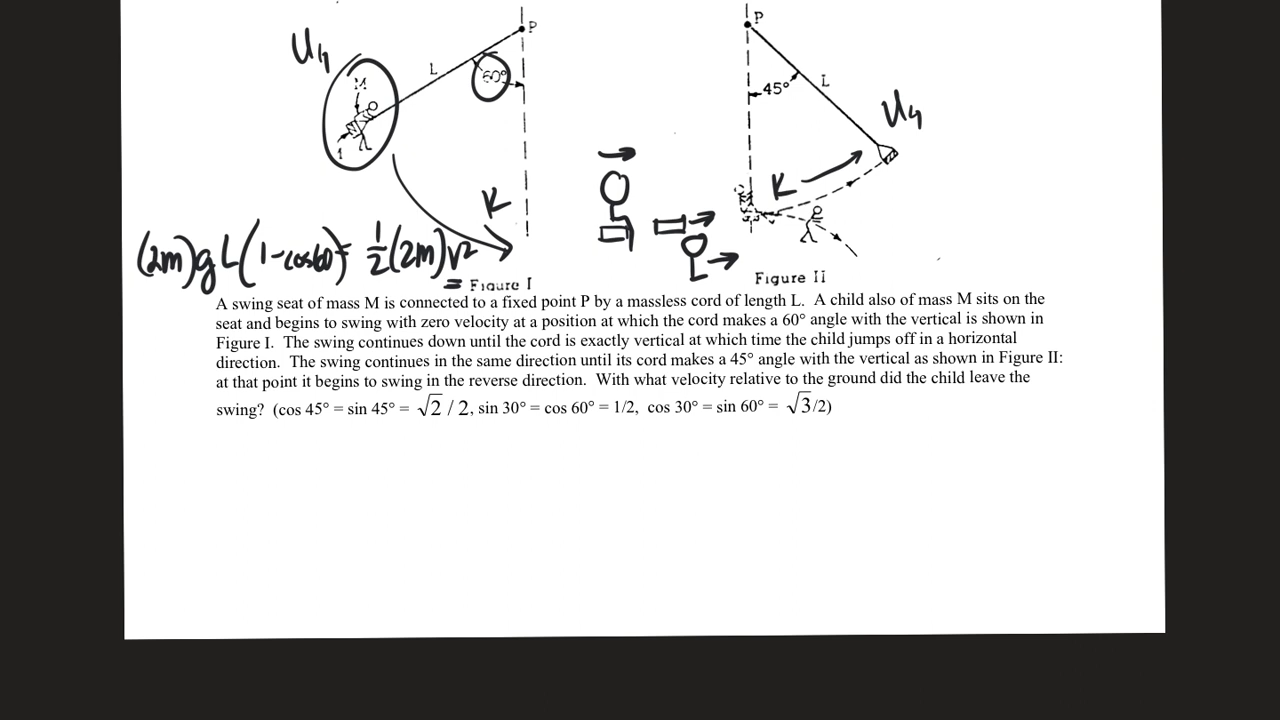 P
P
U₄
L
60°
M
45°
L
U₄
K
K
(2m)gL(1-cos60)= ½(2m)v²
Figure I
Figure II
A swing seat of mass M is connected to a fixed point P by a massless cord of length L. A child also of mass M sits on the
seat and begins to swing with zero velocity at a position at which the cord makes a 60° angle with the vertical is shown in
Figure I. The swing continues down until the cord is exactly vertical at which time the child jumps off in a horizontal
direction. The swing continues in the same direction until its cord makes a 45° angle with the vertical as shown in Figure II:
at that point it begins to swing in the reverse direction. With what velocity relative to the ground did the child leave the
swing? (cos 45° = sin 45° = √2 / 2, sin 30° = cos 60° = 1/2, cos 30° = sin 60° = √3/2)